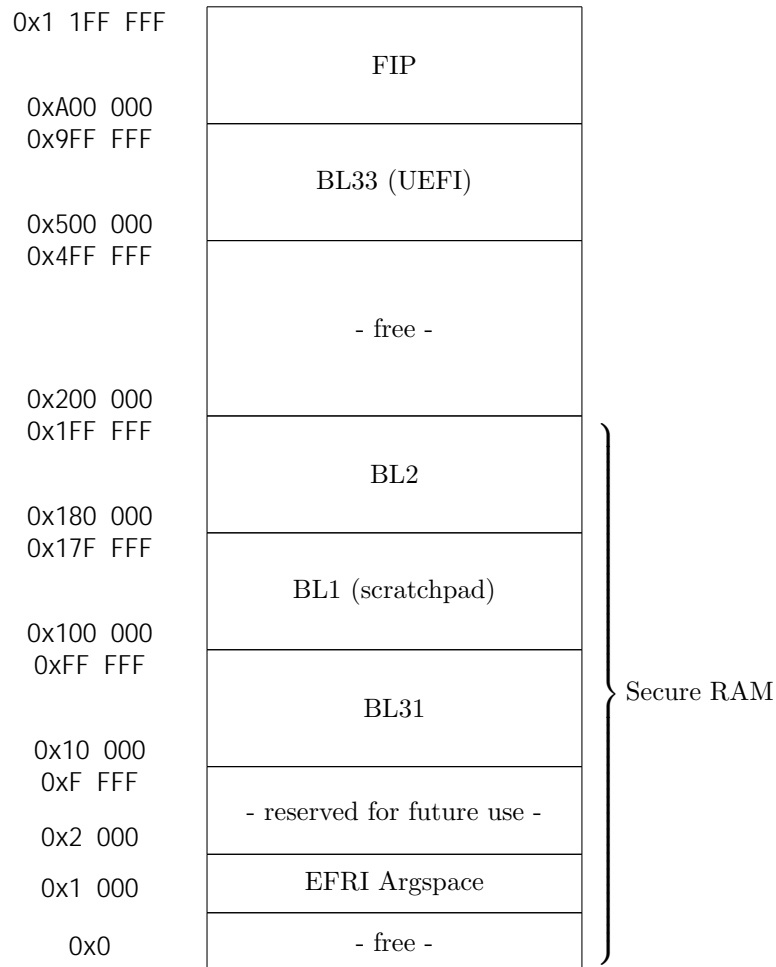 0x1 1FF FFF
FIP
0xA00 000
0x9FF FFF
BL33 (UEFI)
0x500 000
0x4FF FFF
- free -
0x200 000
0x1FF FFF
BL2
0x180 000
0x17F FFF
BL1 (scratchpad)
0x100 000
0xFF FFF
Secure RAM
BL31
0x10 000
0xF FFF
- reserved for future use -
0x2 000
EFRI Argspace
0x1 000
0x0
- free -